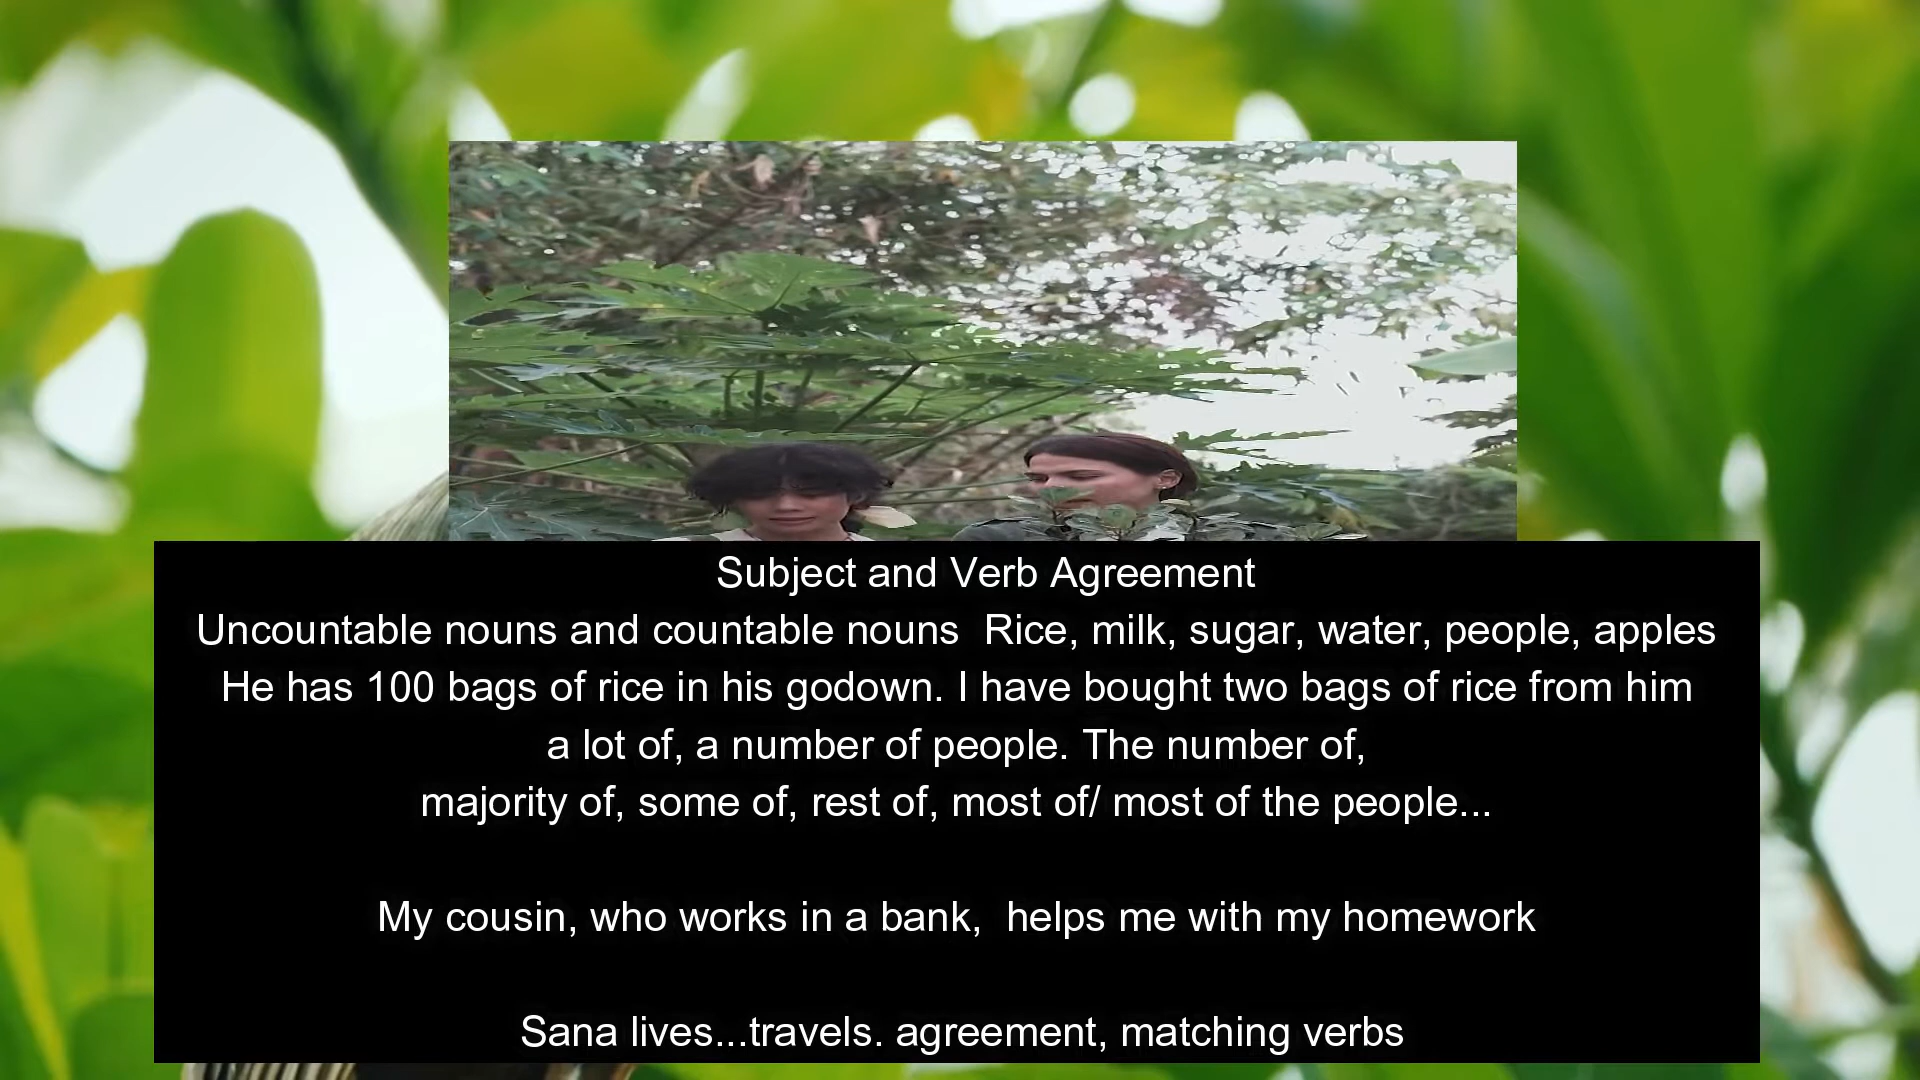 Subject and Verb Agreement
Uncountable nouns and countable nouns  Rice, milk, sugar, water, people, apples
He has 100 bags of rice in his godown. I have bought two bags of rice from him
a lot of, a number of people. The number of,
majority of, some of, rest of, most of/ most of the people...
My cousin, who works in a bank,  helps me with my homework
Sana lives...travels. agreement, matching verbs